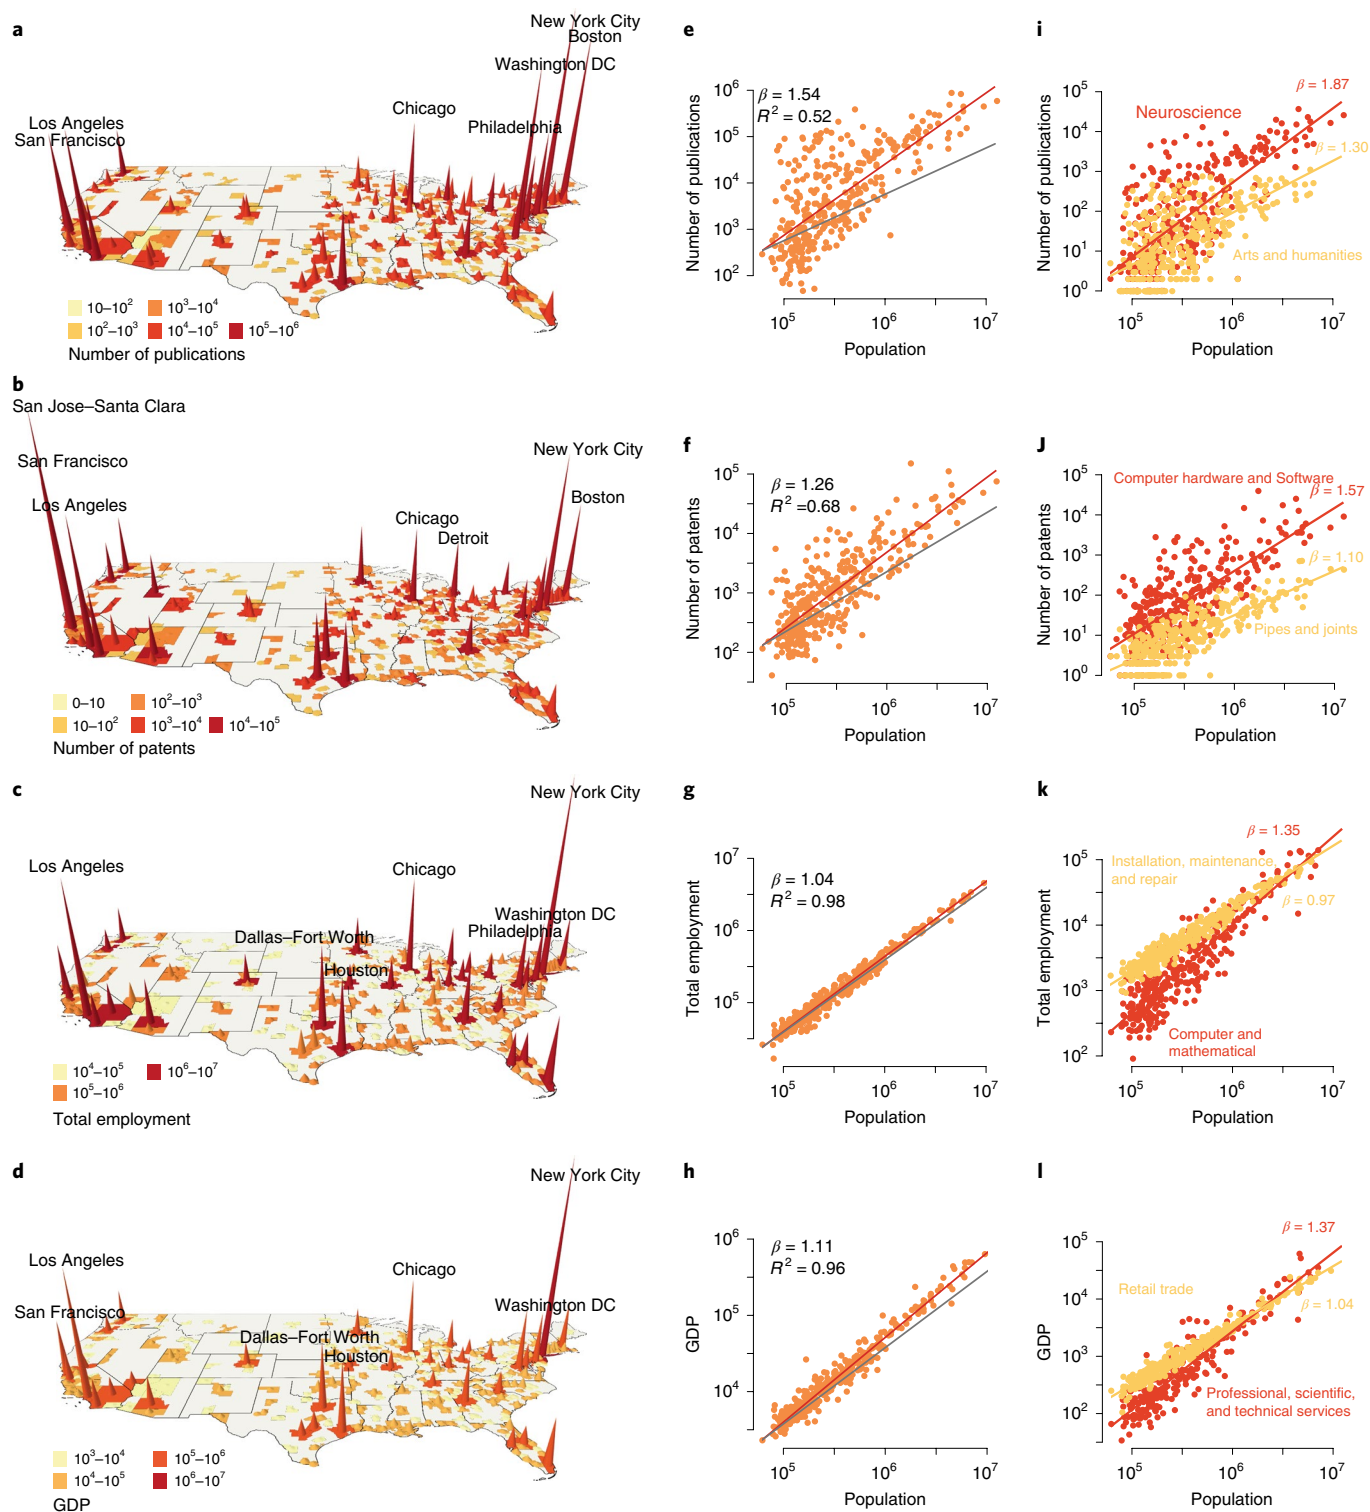 a
New York City
Boston
Washington DC
Chicago
Philadelphia
Los Angeles
San Francisco
10–10²
10³–10⁴
10²–10³
10⁴–10⁵
10⁵–10⁶
Number of publications
e
10⁶
10⁵
10⁴
10³
10²
β = 1.54
R² = 0.52
Number of publications
10⁵
10⁶
10⁷
Population
i
10⁵
10⁴
10³
10²
10¹
10⁰
β = 1.87
Neuroscience
β = 1.30
Arts and humanities
Number of publications
10⁵
10⁶
10⁷
Population
b
San Jose–Santa Clara
San Francisco
Los Angeles
New York City
Boston
Chicago
Detroit
0–10
10²–10³
10–10²
10³–10⁴
10⁴–10⁵
Number of patents
f
10⁵
10⁴
10³
10²
β = 1.26
R² =0.68
Number of patents
10⁵
10⁶
10⁷
Population
J
10⁵
10⁴
10³
10²
10¹
10⁰
Computer hardware and Software
β = 1.57
β = 1.10
Pipes and joints
Number of patents
10⁵
10⁶
10⁷
Population
c
New York City
Los Angeles
Chicago
Washington DC
Philadelphia
Dallas–Fort Worth
Houston
10⁴–10⁵
10⁶–10⁷
10⁵–10⁶
Total employment
g
10⁷
10⁶
10⁵
β = 1.04
R² = 0.98
Total employment
10⁵
10⁶
10⁷
Population
k
10⁵
10⁴
10³
10²
β = 1.35
Installation, maintenance,
and repair
β = 0.97
Computer and
mathematical
Total employment
10⁵
10⁶
10⁷
Population
d
New York City
Los Angeles
Chicago
San Francisco
Washington DC
Dallas–Fort Worth
Houston
10³–10⁴
10⁵–10⁶
10⁴–10⁵
10⁶–10⁷
GDP
h
10⁶
10⁵
10⁴
β = 1.11
R² = 0.96
GDP
10⁵
10⁶
10⁷
Population
l
10⁵
10⁴
10³
10²
β = 1.37
Retail trade
β = 1.04
Professional, scientific,
and technical services
GDP
10⁵
10⁶
10⁷
Population